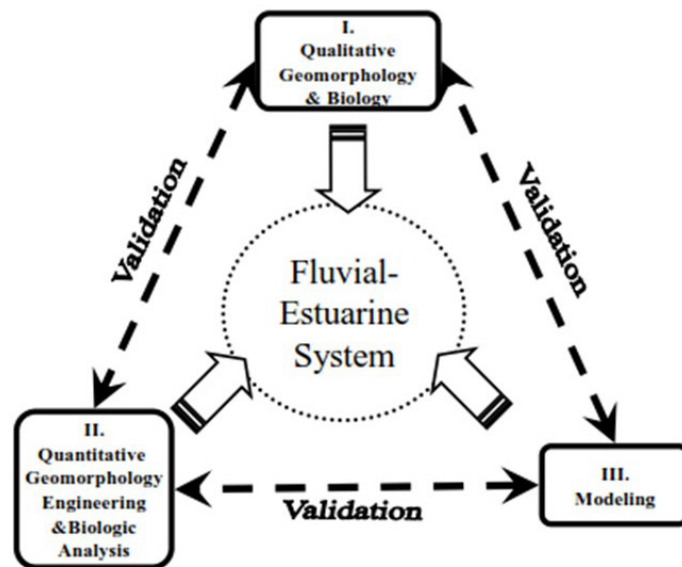 I.
Qualitative
Geomorphology
& Biology
Validation
Validation
Fluvial-
Estuarine
System
II.
Quantitative
Geomorphology
Engineering
&Biologic
Analysis
III.
Modeling
Validation